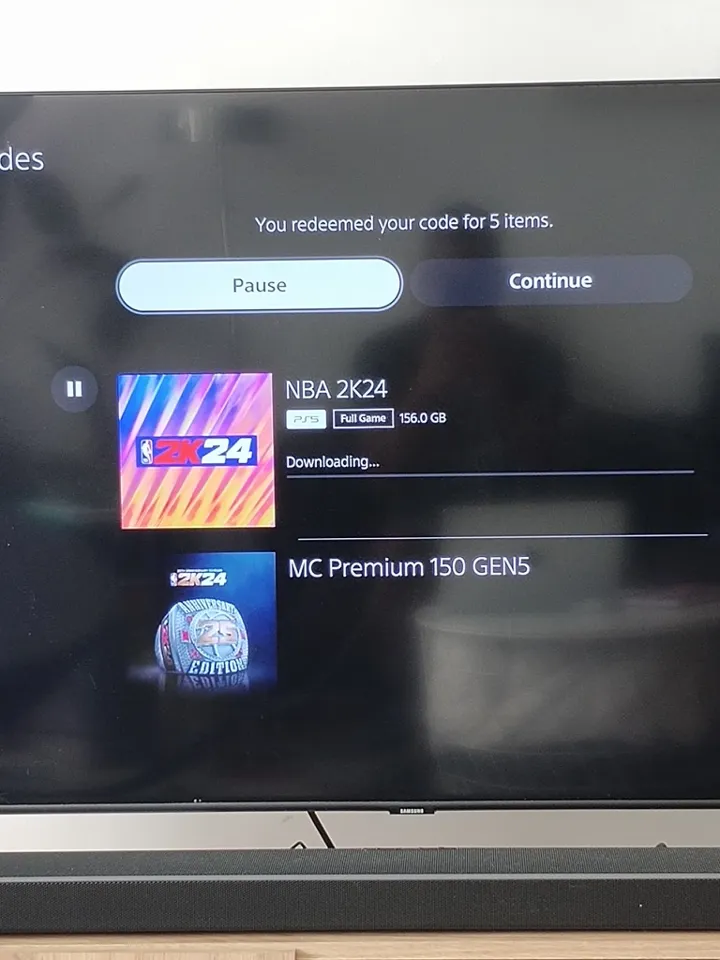 des
You redeemed your code for 5 items.
Pause
Continue
NBA 2K24
PS5 Full Game 156.0 GB
Downloading...
2K24
MC Premium 150 GEN5
2K24
ANNIVERSARY
EDITION
SAMSUNG